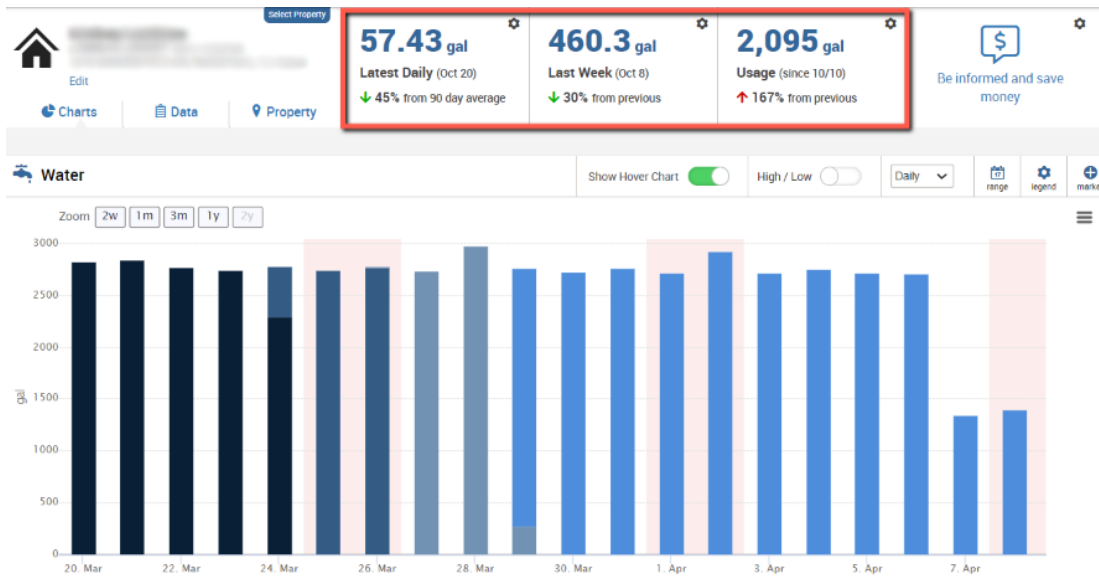 Select Property
Edit
Charts
Data
Property
57.43 gal
Latest Daily (Oct 20)
45% from 90 day average
460.3 gal
Last Week (Oct 8)
30% from previous
2,095 gal
Usage (since 10/10)
167% from previous
Be informed and save
money
Water
Show Hover Chart
High / Low
Daily
17
range
legend
marke
Zoom 2w 1m 3m 1y 2y
gal
3000
2500
2000
1500
1000
500
0
20. Mar 22. Mar 24. Mar 26. Mar 28. Mar 30. Mar 1. Apr 3. Apr 5. Apr 7. Apr